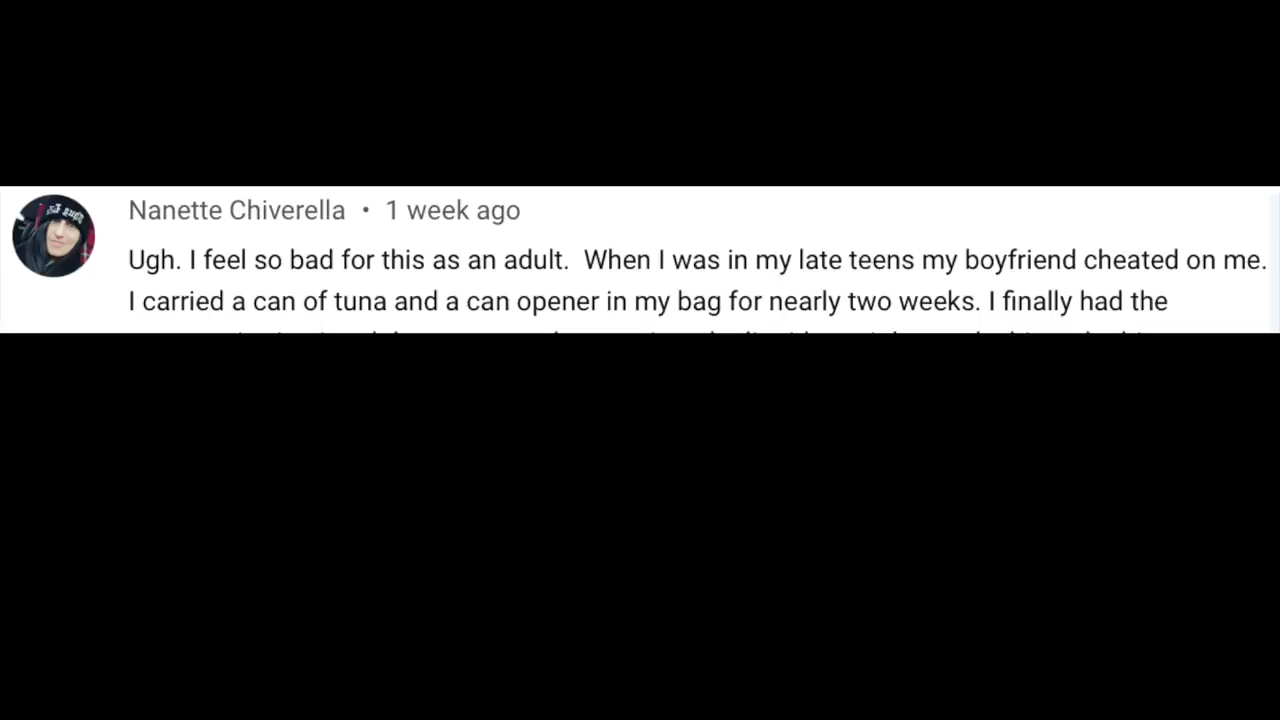 Nanette Chiverella • 1 week ago
Ugh. I feel so bad for this as an adult.  When I was in my late teens my boyfriend cheated on me.
I carried a can of tuna and a can opener in my bag for nearly two weeks. I finally had the